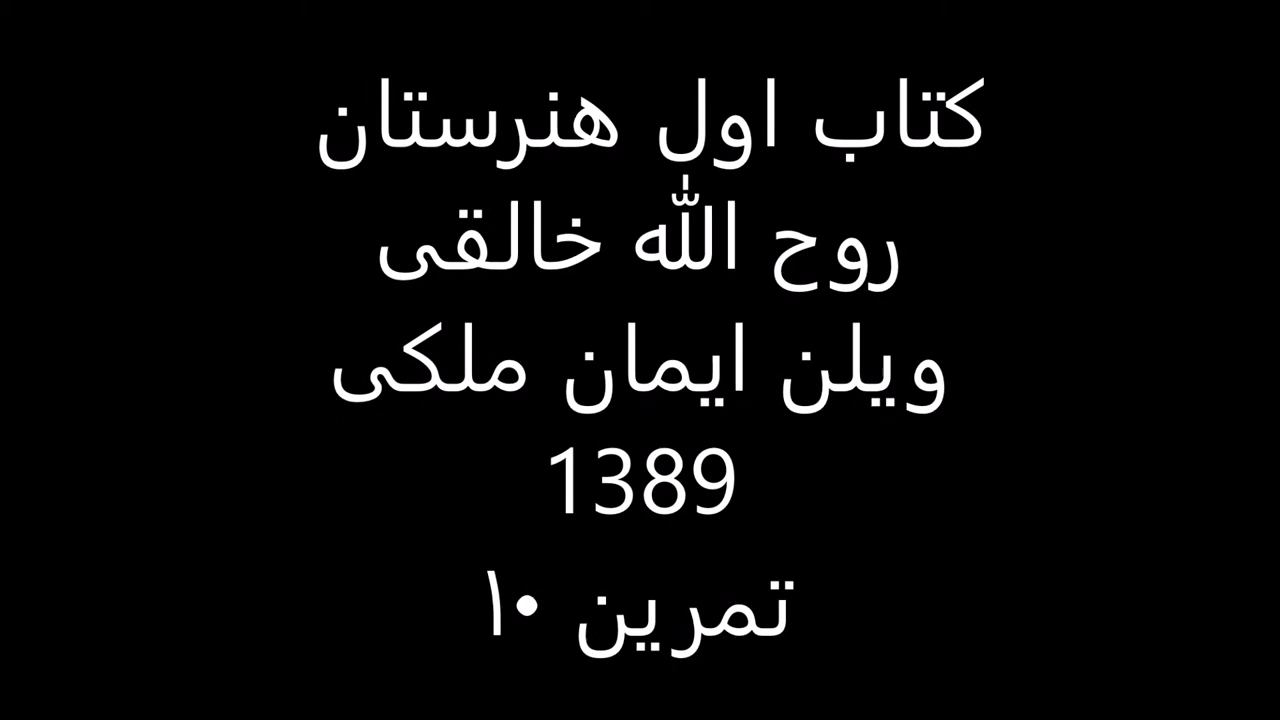 کتاب اول هنرستان
روح الله خالقی
ویلن ایمان ملکی
1389
تمرین ۱۰